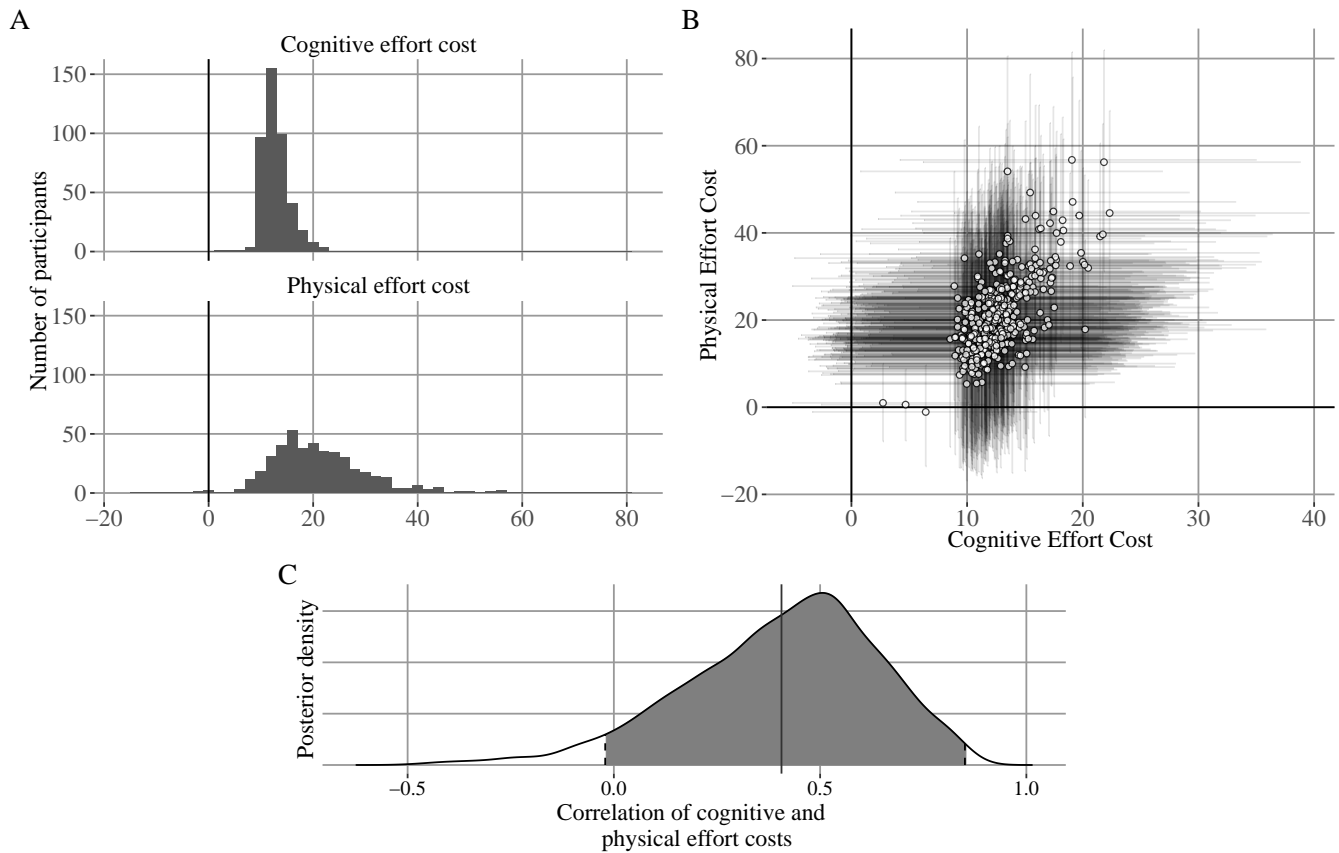 A
Cognitive effort cost
150
100
50
0
Physical effort cost
150
100
50
0
−20 0 20 40 60 80
Number of participants
B
80
60
40
20
0
−20
0 10 20 30 40
Physical Effort Cost
Cognitive Effort Cost
C
Posterior density
−0.5 0.0 0.5 1.0
Correlation of cognitive and
physical effort costs